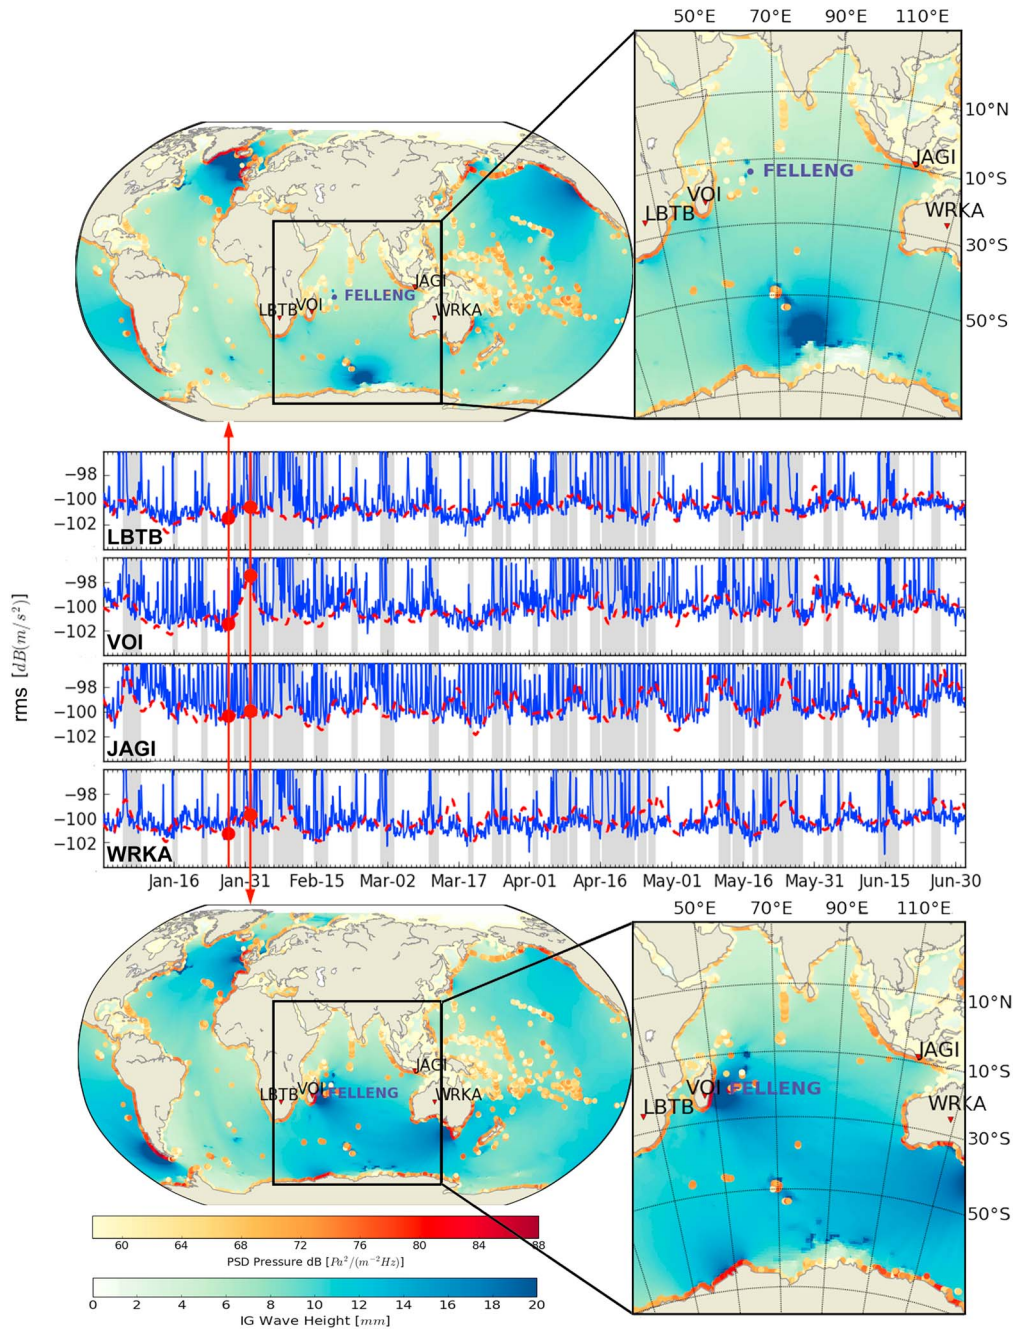 50°E 70°E 90°E 110°E
10°N
JAGI
FELLENG
10°S
VOI
LBTB
WRKA
30°S
50°S
JAGI
FELLENG
LBTB
VOI
WRKA
−98
−100
−102
LBTB
−98
−100
−102
VOI
−98
−100
−102
JAGI
−98
−100
−102
WRKA
rms [dB(m/s²)]
Jan-16 Jan-31 Feb-15 Mar-02 Mar-17 Apr-01 Apr-16 May-01 May-16 May-31 Jun-15 Jun-30
50°E 70°E 90°E 110°E
10°N
JAGI
10°S
VOI FELLENG
LBTB
WRKA
30°S
50°S
JAGI
LBTB VOI FELLENG WRKA
60 64 68 72 76 80 84 88
PSD Pressure dB [Pa²/(m⁻²Hz)]
0 2 4 6 8 10 12 14 16 18 20
IG Wave Height [mm]